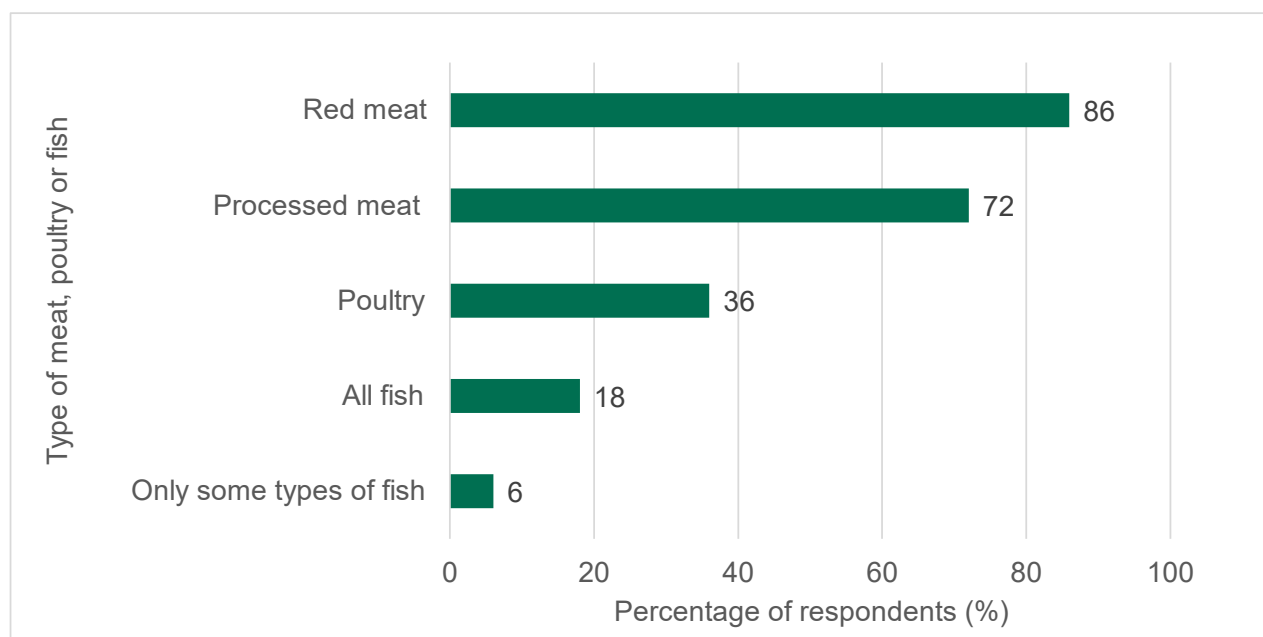 Type of meat, poultry or fish
Red meat
86
Processed meat
72
Poultry
36
All fish
18
Only some types of fish
6
0 20 40 60 80 100
Percentage of respondents (%)